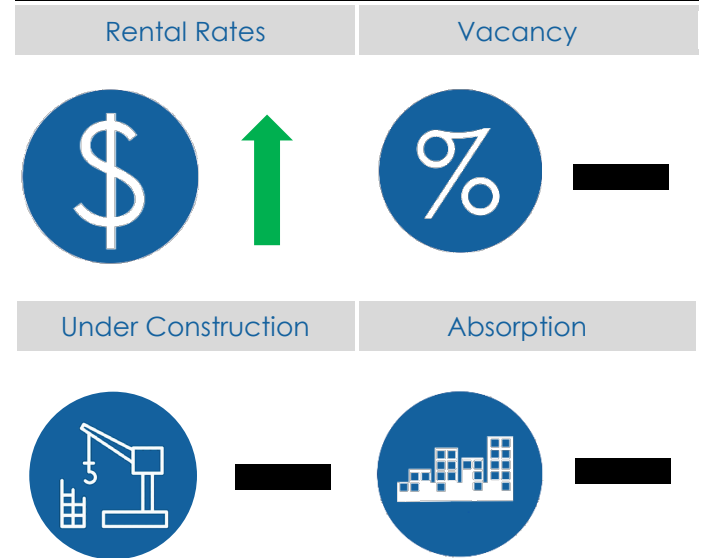 Rental Rates
Vacancy
$
%
Under Construction
Absorption